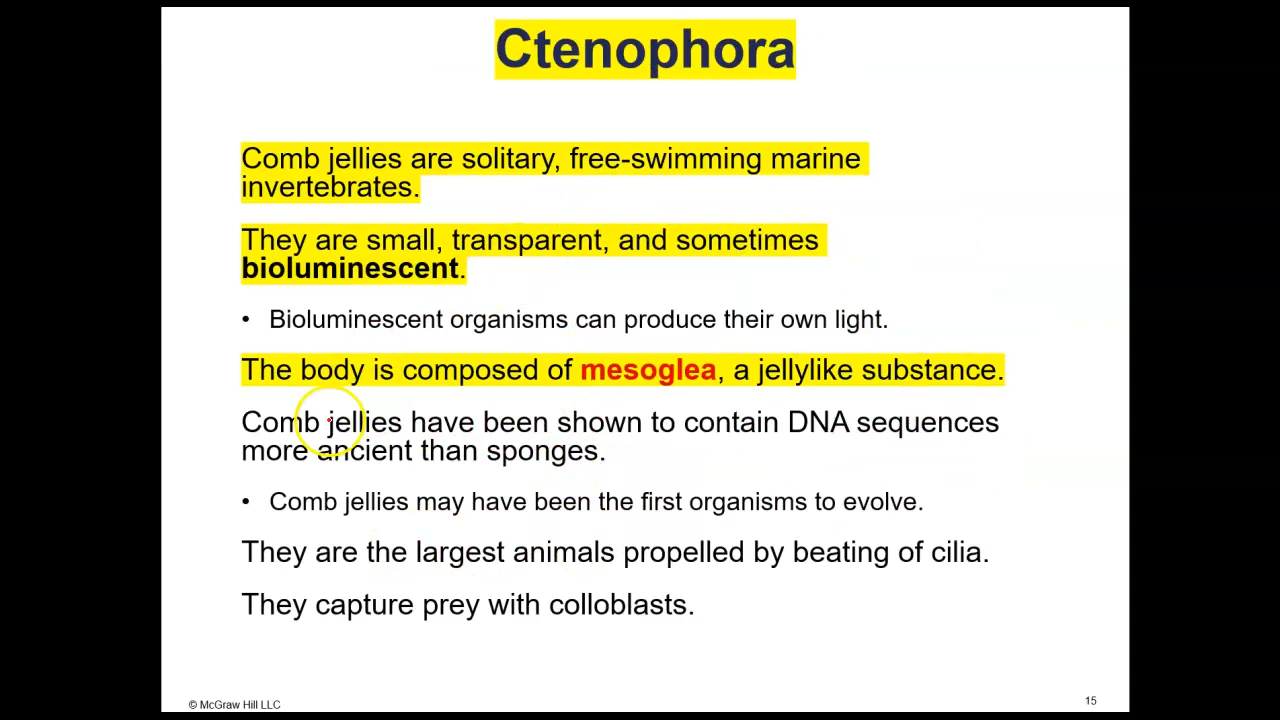 Ctenophora
Comb jellies are solitary, free-swimming marine
invertebrates.
They are small, transparent, and sometimes
bioluminescent.
• Bioluminescent organisms can produce their own light.
The body is composed of mesoglea, a jellylike substance.
Comb jellies have been shown to contain DNA sequences
more ancient than sponges.
• Comb jellies may have been the first organisms to evolve.
They are the largest animals propelled by beating of cilia.
They capture prey with colloblasts.
© McGraw Hill LLC
15